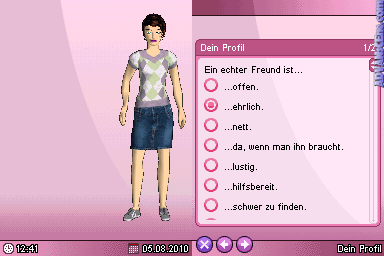 Dein Profil 1/2
Ein echter Freund ist...
...offen.
...ehrlich.
...nett.
...da, wenn man ihn braucht.
...lustig.
...hilfsbereit.
...schwer zu finden.
12:41
05.08.2010
Dein Profil